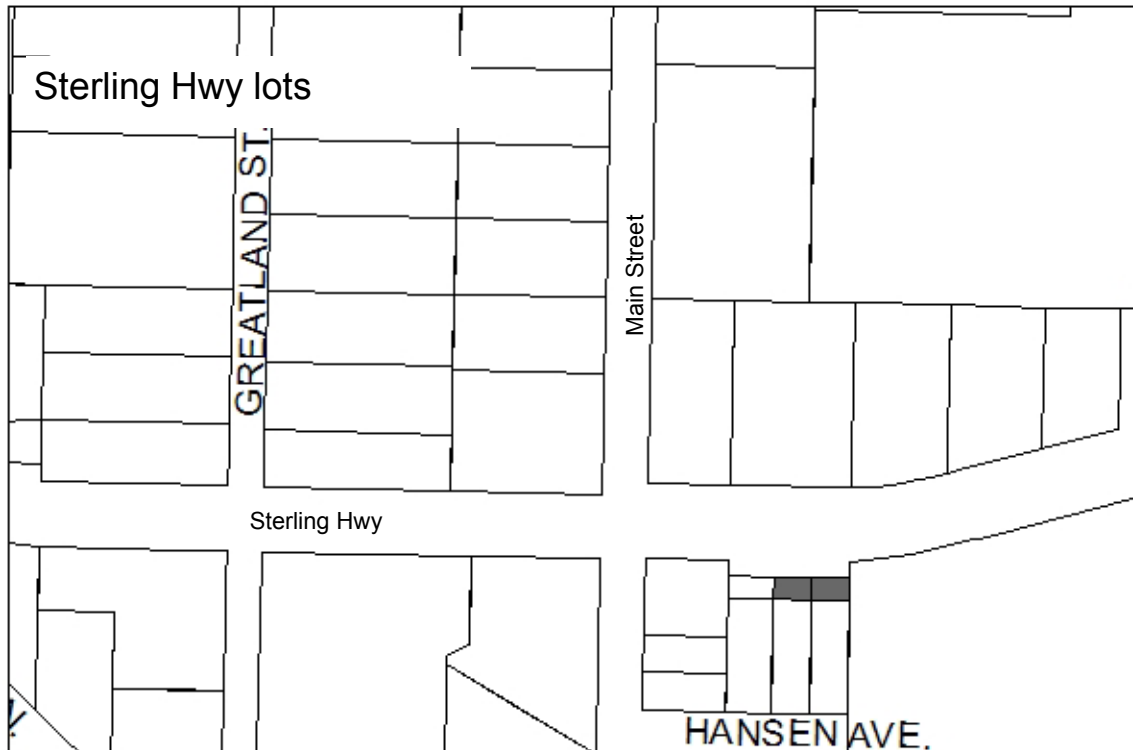 Sterling Hwy lots
GREATLAND ST.
Main Street
Sterling Hwy
HANSEN AVE.